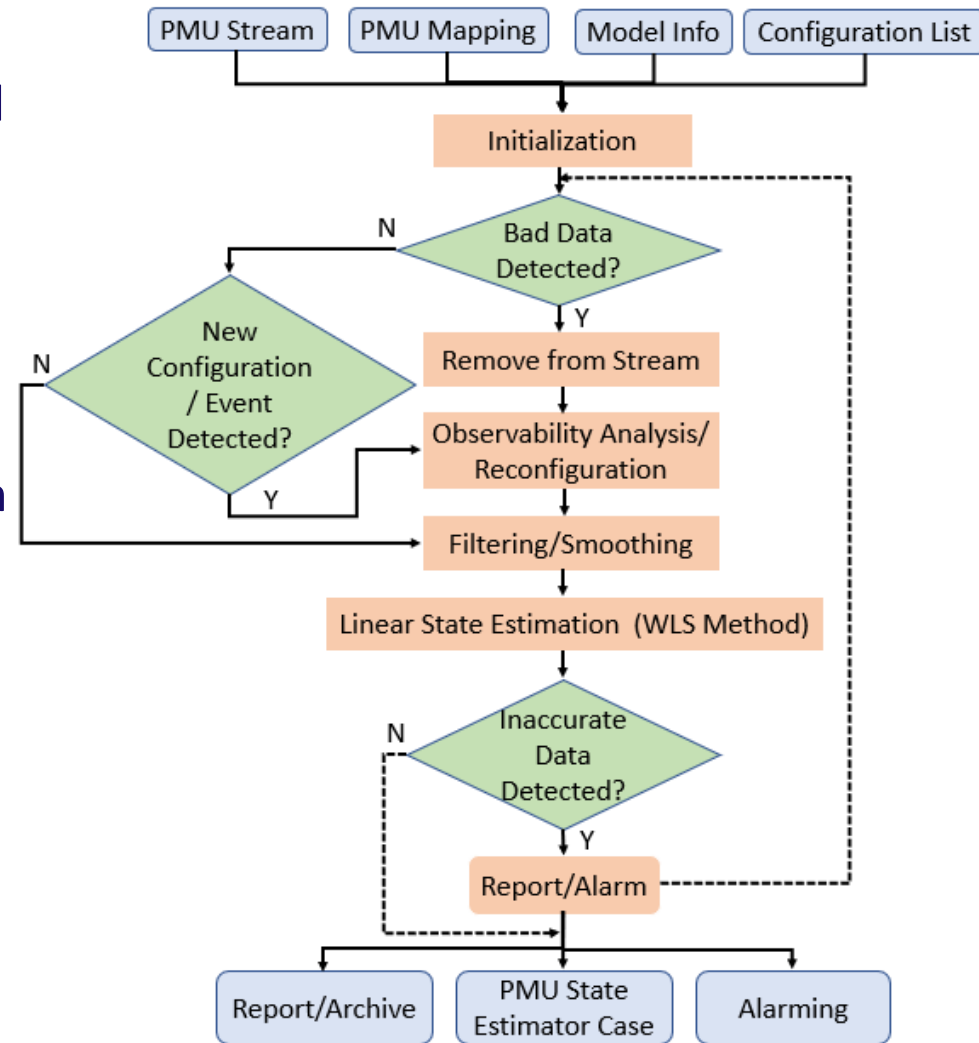 PMU Stream
PMU Mapping
Model Info
Configuration List
Initialization
N
Bad Data
Detected?
Y
N
New
Configuration
/ Event
Detected?
Y
Remove from Stream
Observability Analysis/
Reconfiguration
Filtering/Smoothing
Linear State Estimation (WLS Method)
N
Inaccurate
Data
Detected?
Y
Report/Alarm
Report/Archive
PMU State
Estimator Case
Alarming